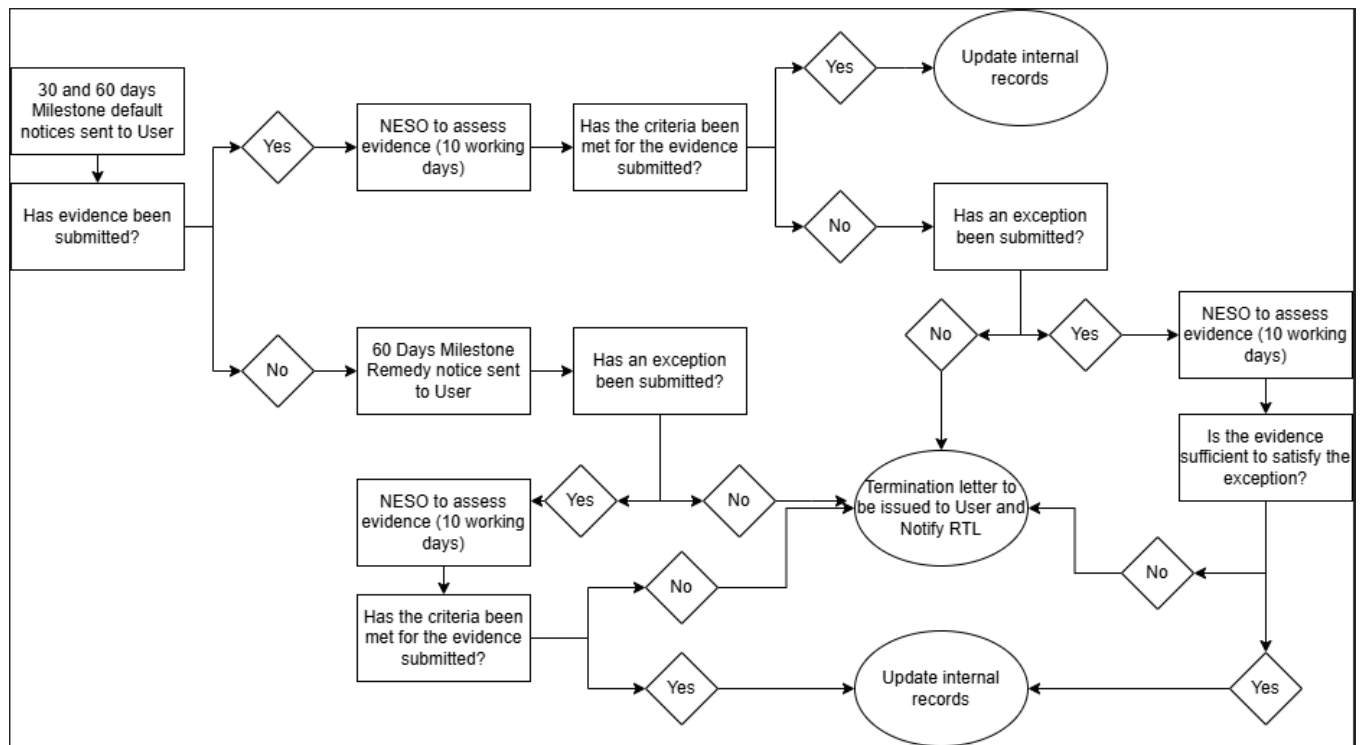 30 and 60 days
Milestone default
notices sent to User
Has evidence been
submitted?
Yes
NESO to assess
evidence (10 working
days)
Has the criteria been
met for the evidence
submitted?
Yes
Update internal
records
No
Has an exception
been submitted?
No
Yes
NESO to assess
evidence (10 working
days)
Is the evidence
sufficient to satisfy the
exception?
No
60 Days Milestone
Remedy notice sent
to User
Has an exception
been submitted?
Yes
No
Termination letter to
be issued to User and
Notify RTL
NESO to assess
evidence (10 working
days)
Has the criteria been
met for the evidence
submitted?
No
Yes
Update internal
records
No
Yes